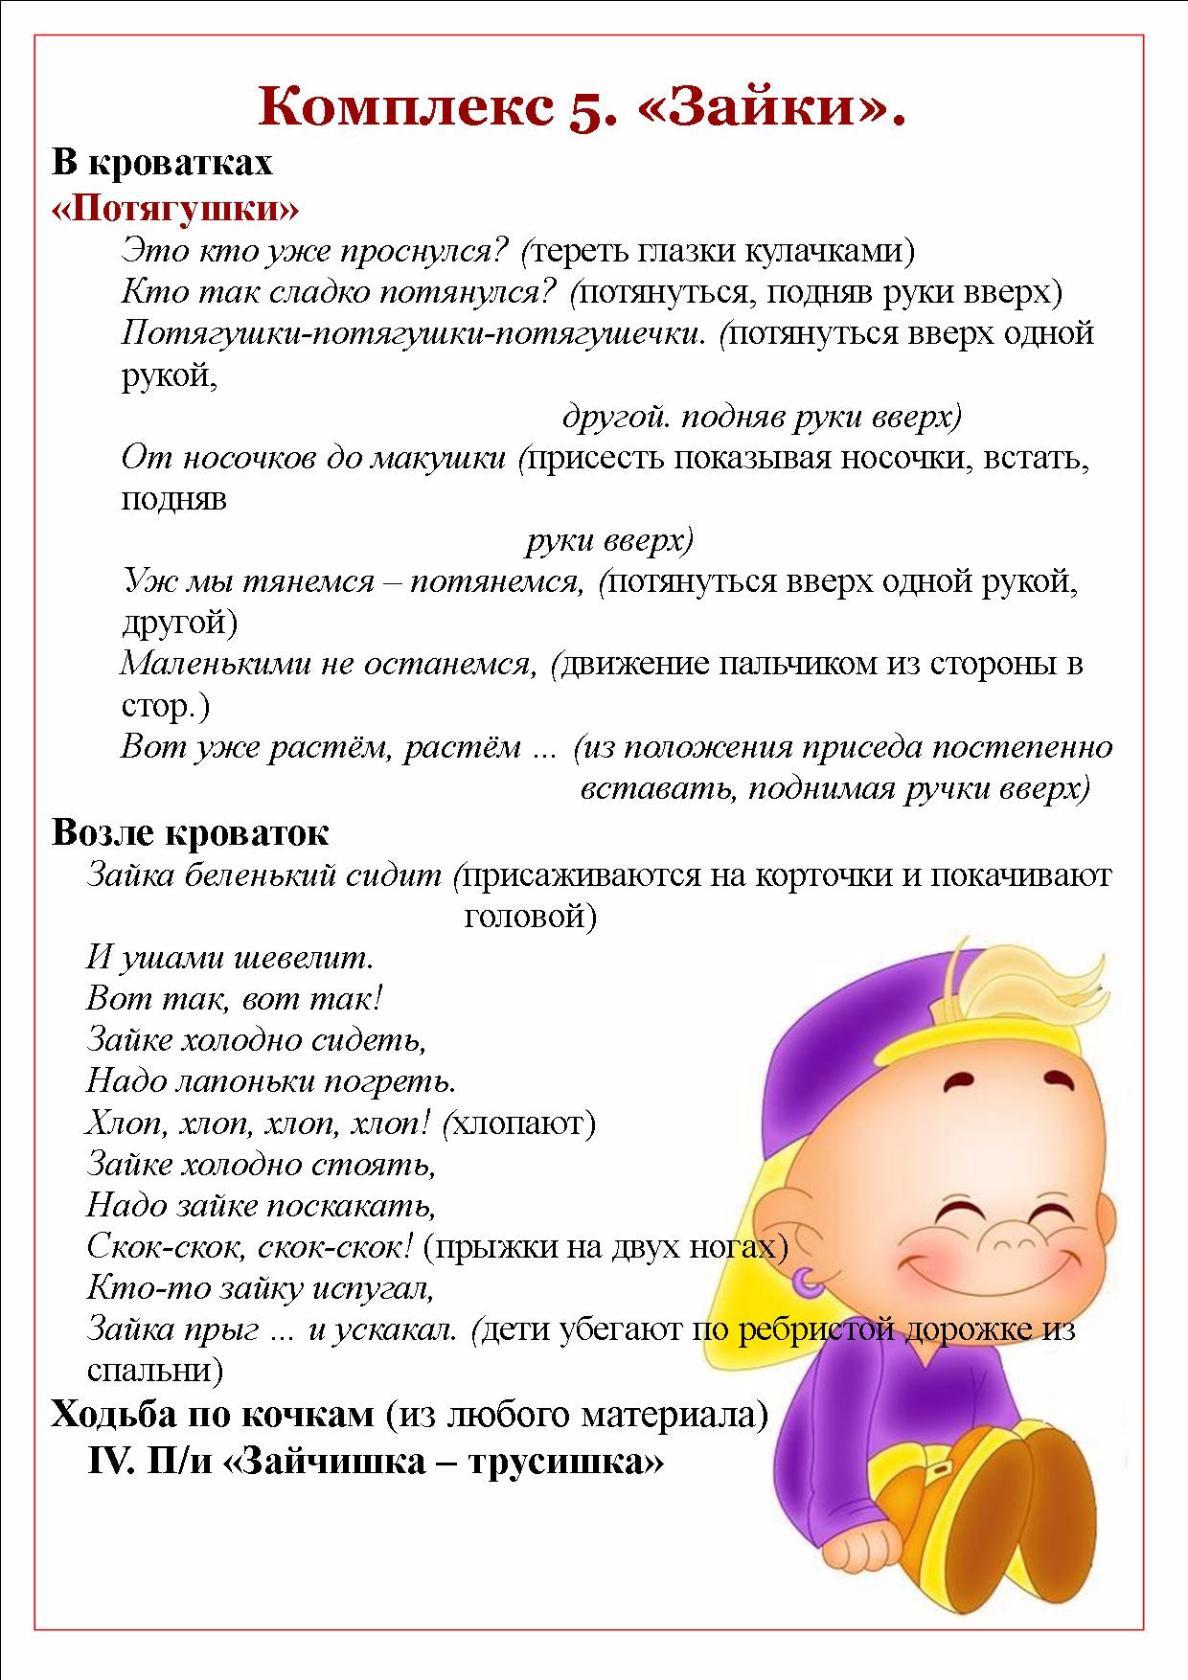 Комплекс 5. «Зайки».
В кроватках
«Потягушки»
Это кто уже проснулся? (тереть глазки кулачками)
Кто так сладко потянулся? (потянуться, подняв руки вверх)
Потягушки-потягушки-потягушечки. (потянуться вверх одной
рукой,
другой. подняв руки вверх)
От носочков до макушки (присесть показывая носочки, встать,
подняв
руки вверх)
Уж мы тянемся – потянемся, (потянуться вверх одной рукой,
другой)
Маленькими не останемся, (движение пальчиком из стороны в
стор.)
Вот уже растём, растём ... (из положения приседа постепенно
вставать, поднимая ручки вверх)
Возле кроваток
Зайка беленький сидит (присаживаются на корточки и покачивают
головой)
И ушами шевелит.
Вот так, вот так!
Зайке холодно сидеть,
Надо лапоньки погреть.
Хлоп, хлоп, хлоп, хлоп! (хлопают)
Зайке холодно стоять,
Надо зайке поскакать,
Скок-скок, скок-скок! (прыжки на двух ногах)
Кто-то зайку испугал,
Зайка прыг ... и ускакал. (дети убегают по ребристой дорожке из
спальни)
Ходьба по кочкам (из любого материала)
IV. П/и «Зайчишка – трусишка»